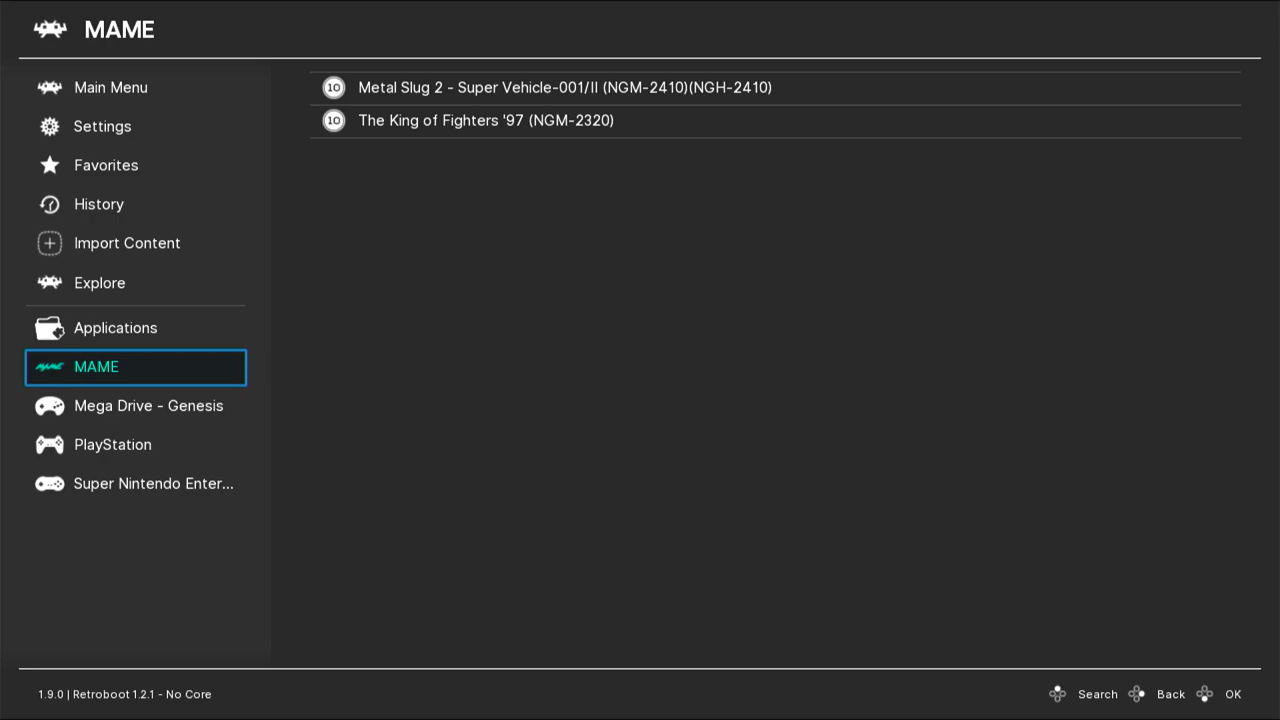 MAME
Main Menu
Settings
Favorites
History
Import Content
Explore
Applications
MAME
Mega Drive - Genesis
PlayStation
Super Nintendo Enter...
10 Metal Slug 2 - Super Vehicle-001/II (NGM-2410)(NGH-2410)
10 The King of Fighters '97 (NGM-2320)
1.9.0 | Retroboot 1.2.1 - No Core
Search Back OK